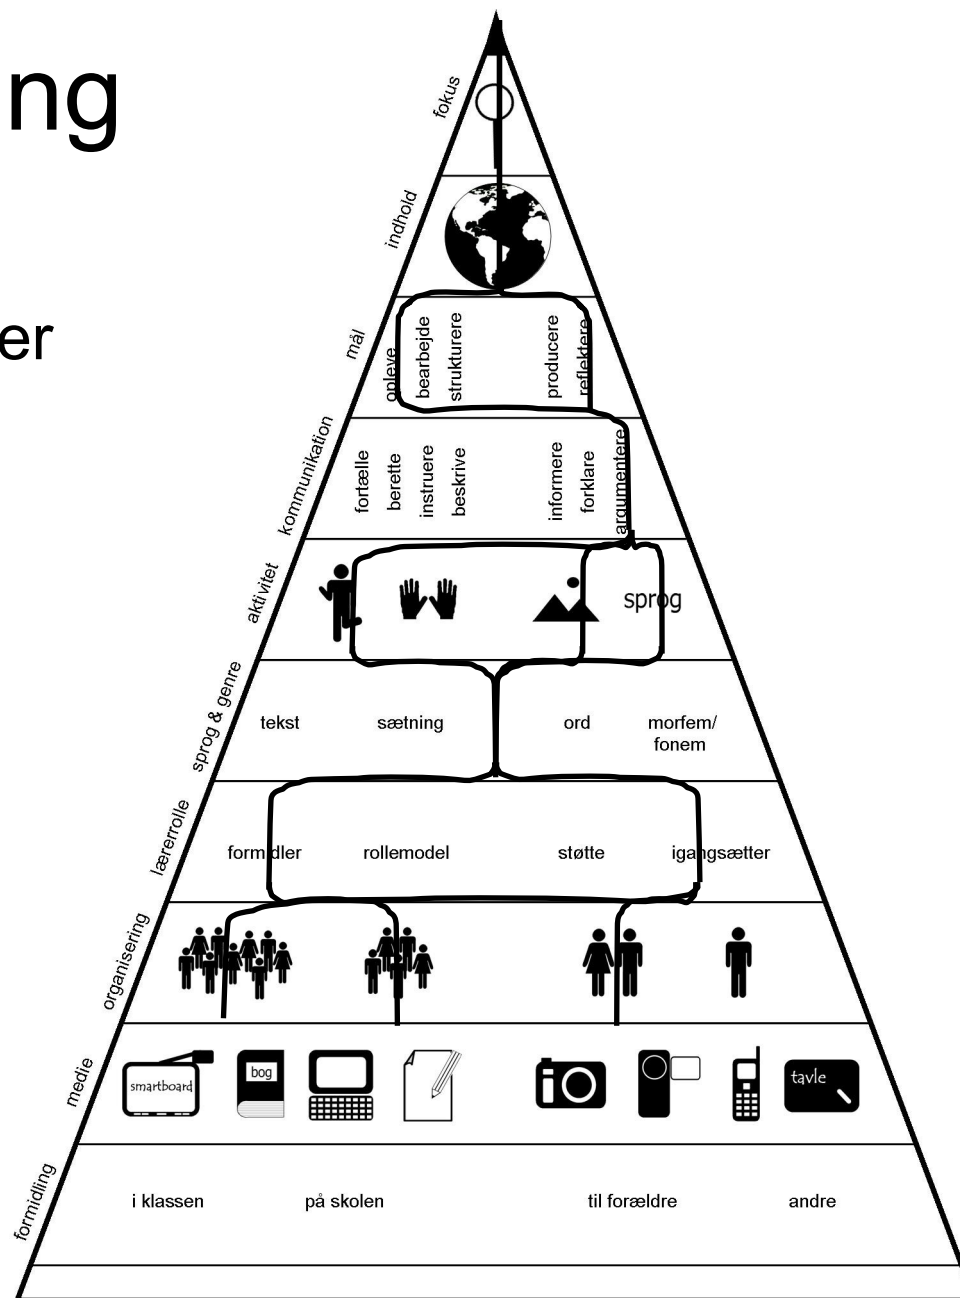 ng
er
fokus
indhold
mål
opleve
bearbejde
strukturere
producere
reflektere
kommunikation
fortælle
berette
instruere
beskrive
informere
forklare
argumentere
aktivitet
sprog
sprog & genre
tekst
sætning
ord
morfem/
fonem
lærerrolle
formidler
rollemodel
støtte
igangsætter
organisering
medie
smartboard
bog
tavle
formidling
i klassen
på skolen
til forældre
andre